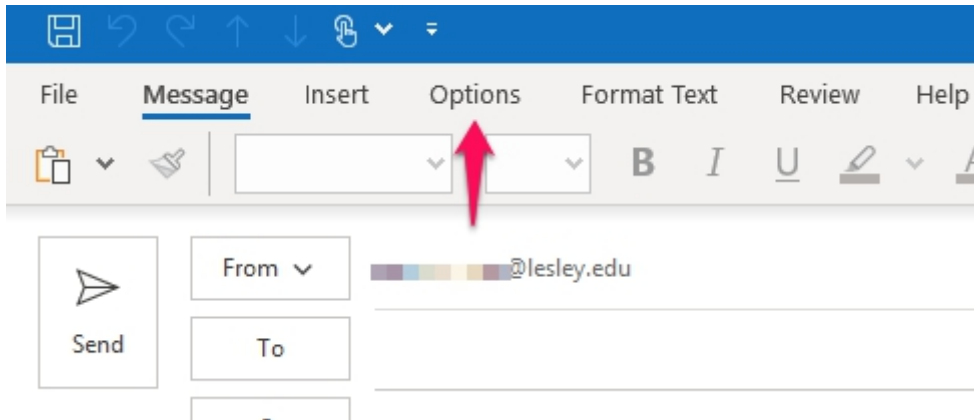 File Message Insert Options Format Text Review Help
B I U
From @lesley.edu
Send To